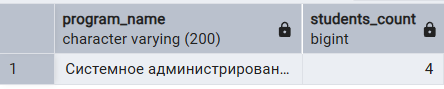 program_name students_count
character varying (200) bigint
1 Системное администрирован... 4